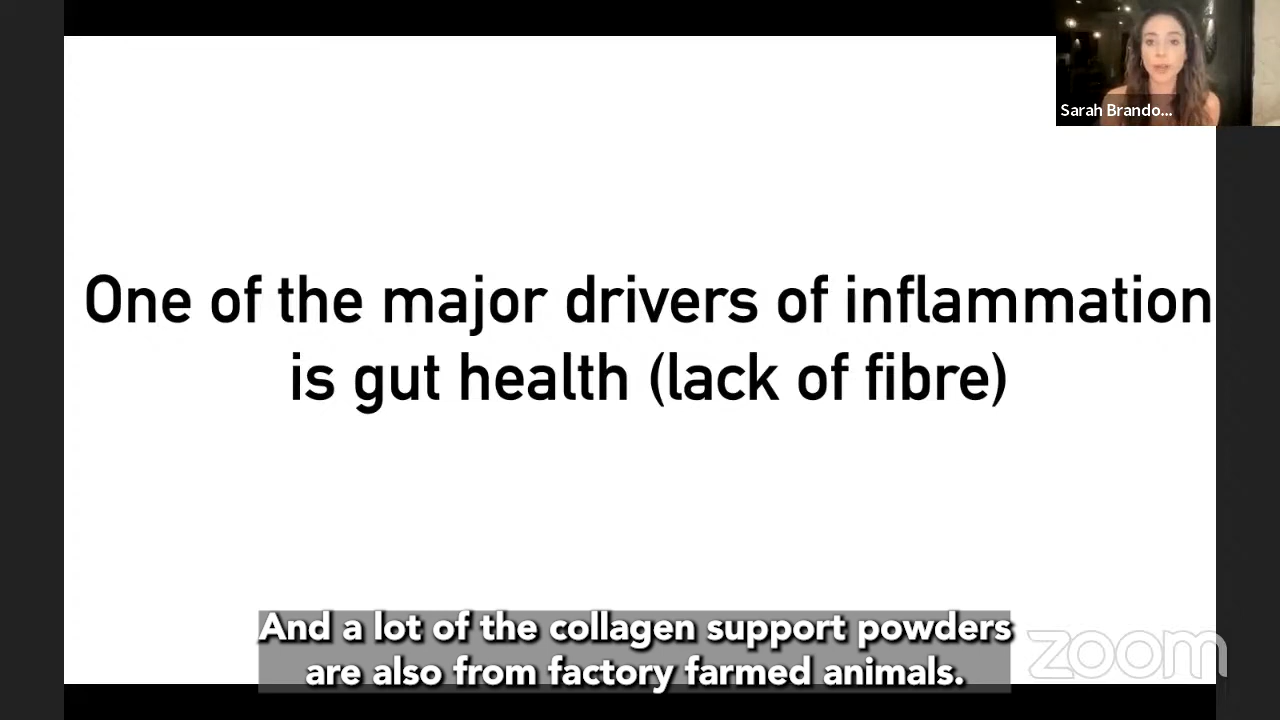 Sarah Brando...
One of the major drivers of inflammation
is gut health (lack of fibre)
And a lot of the collagen support powders
are also from factory farmed animals.
zoom